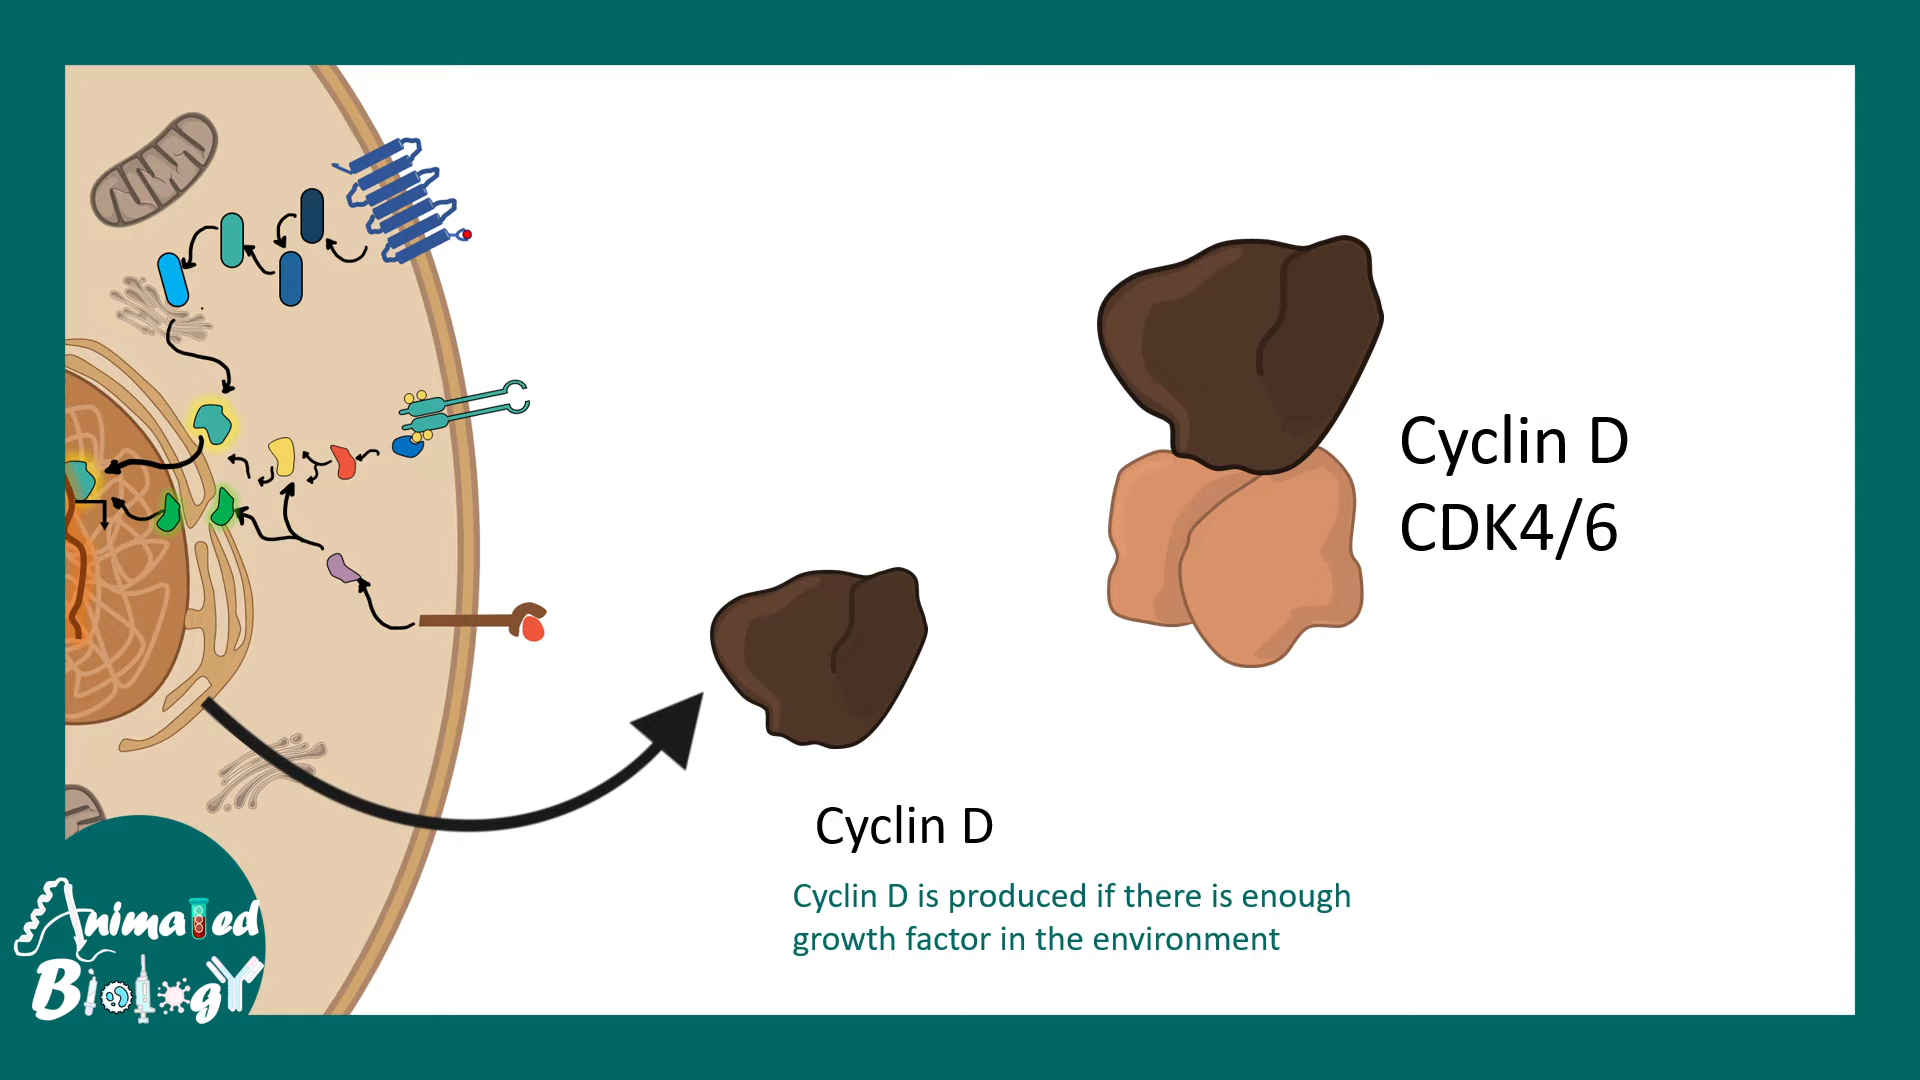 Cyclin D
CDK4/6
Cyclin D
Cyclin D is produced if there is enough
growth factor in the environment
Animated
Biology